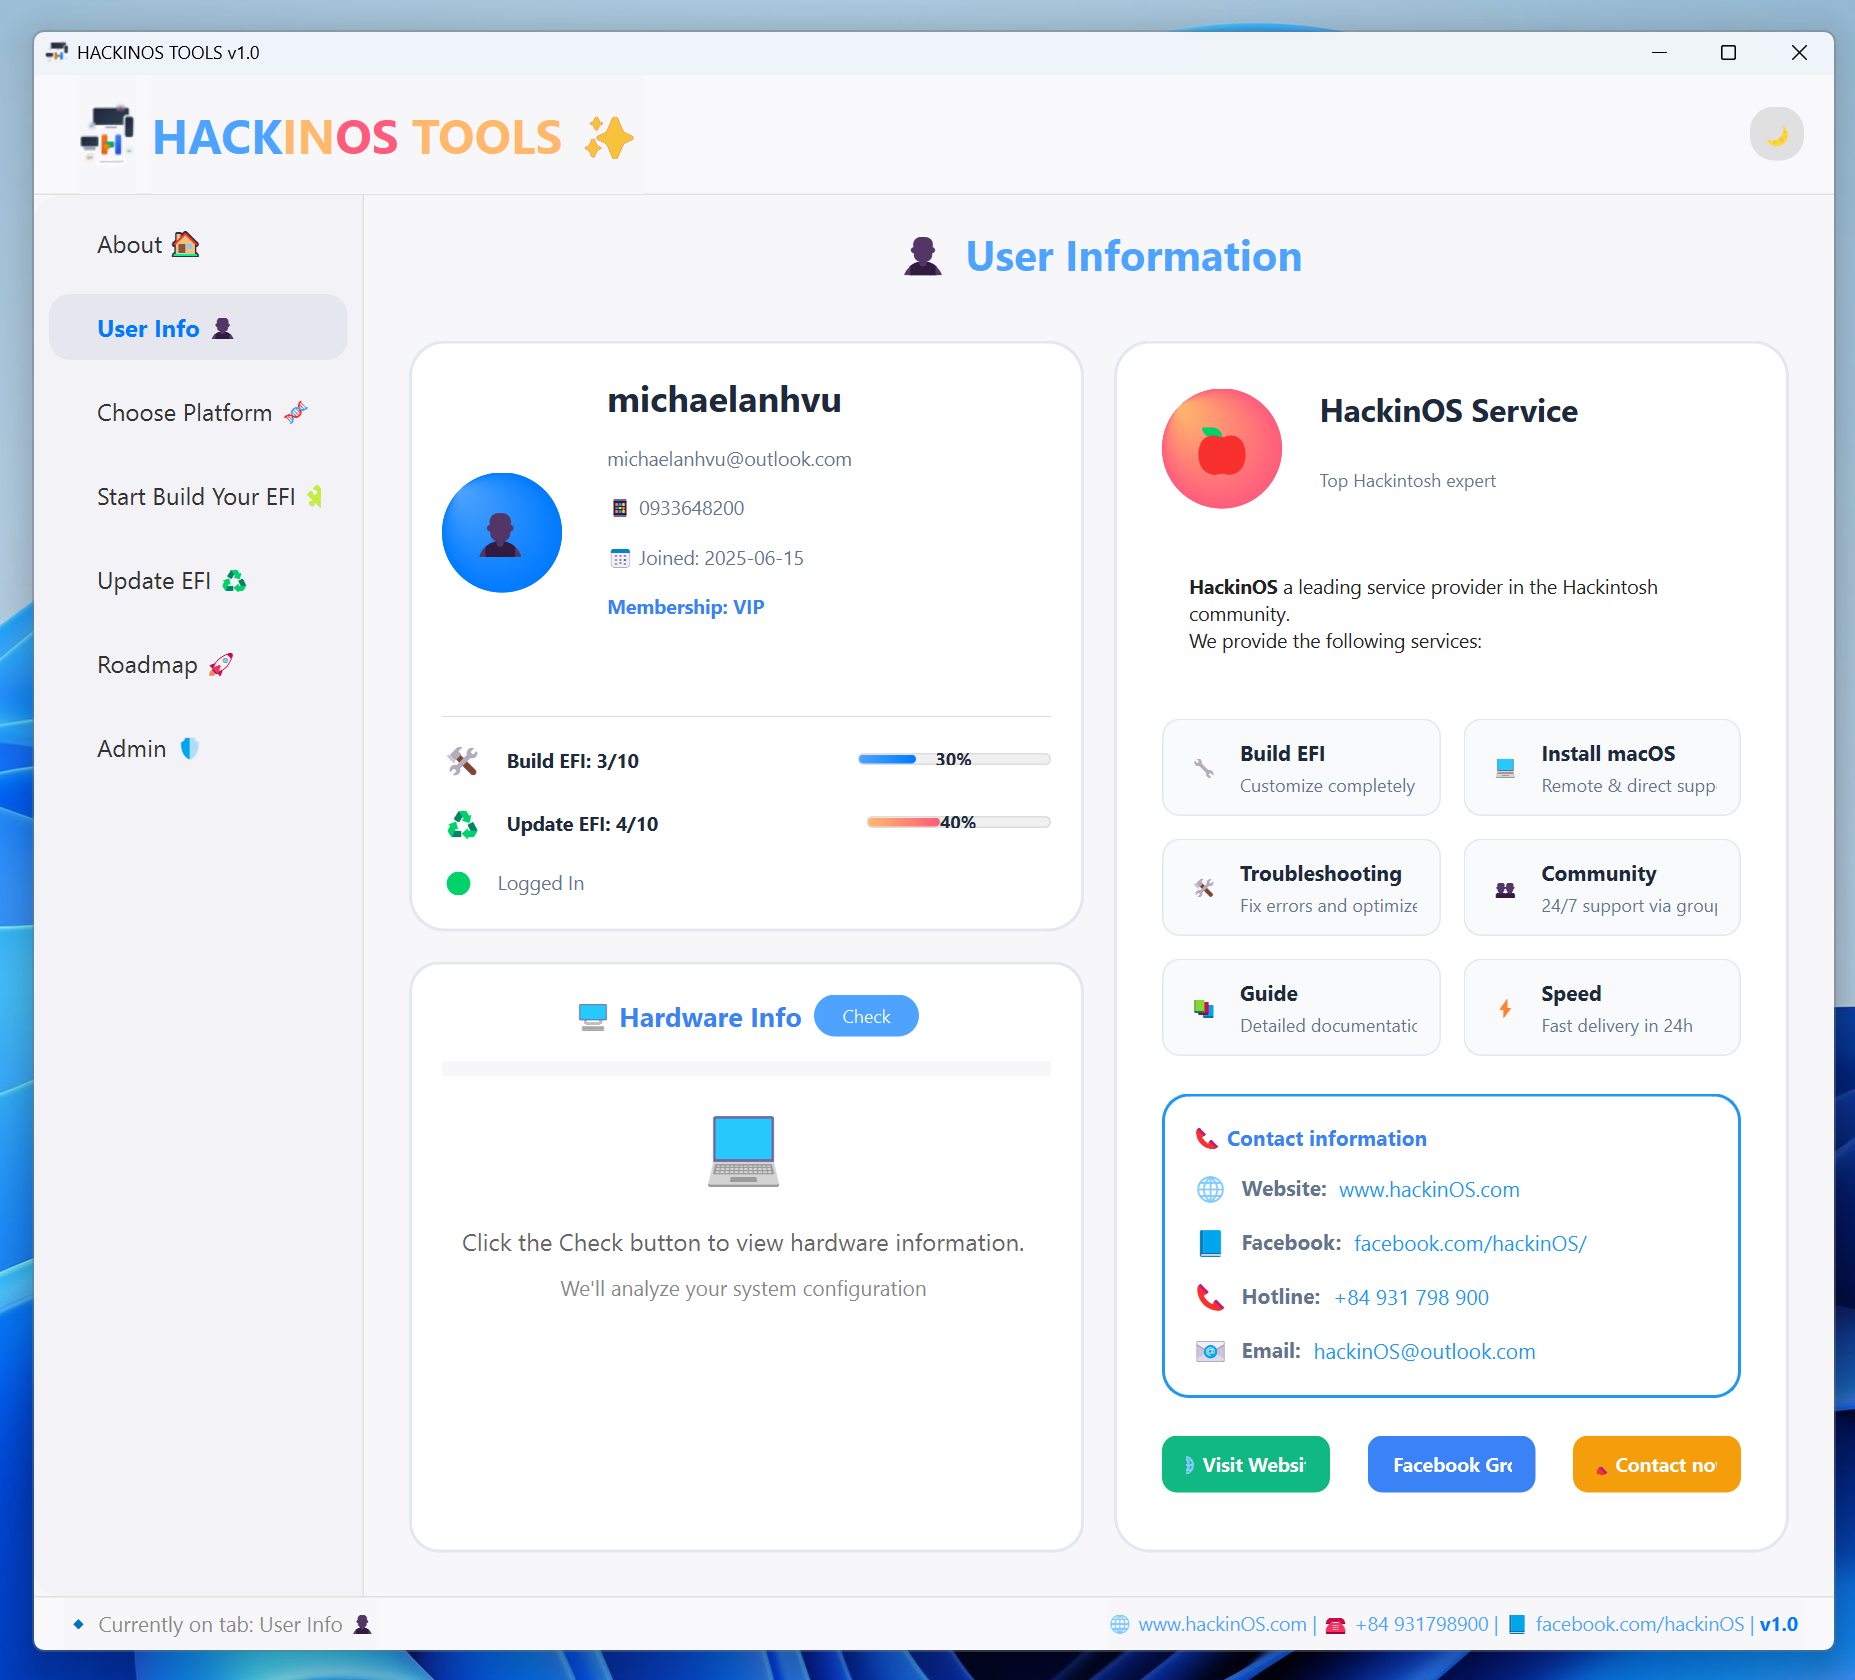 HACKINOS TOOLS v1.0
HACKINOS TOOLS
About
User Info
Choose Platform
Start Build Your EFI
Update EFI
Roadmap
Admin
User Information
michaelanhvu
michaelanhvu@outlook.com
0933648200
Joined: 2025-06-15
Membership: VIP
Build EFI: 3/10
30%
Update EFI: 4/10
40%
Logged In
Hardware Info
Check
Click the Check button to view hardware information.
We'll analyze your system configuration
HackinOS Service
Top Hackintosh expert
HackinOS a leading service provider in the Hackintosh
community.
We provide the following services:
Build EFI
Customize completely
Install macOS
Remote & direct supp
Troubleshooting
Fix errors and optimize
Community
24/7 support via group
Guide
Detailed documentatic
Speed
Fast delivery in 24h
Contact information
Website: www.hackinOS.com
Facebook: facebook.com/hackinOS/
Hotline: +84 931 798 900
Email: hackinOS@outlook.com
Visit Websi
Facebook Gro
Contact no
Currently on tab: User Info
www.hackinOS.com | +84 931798900 | facebook.com/hackinOS | v1.0